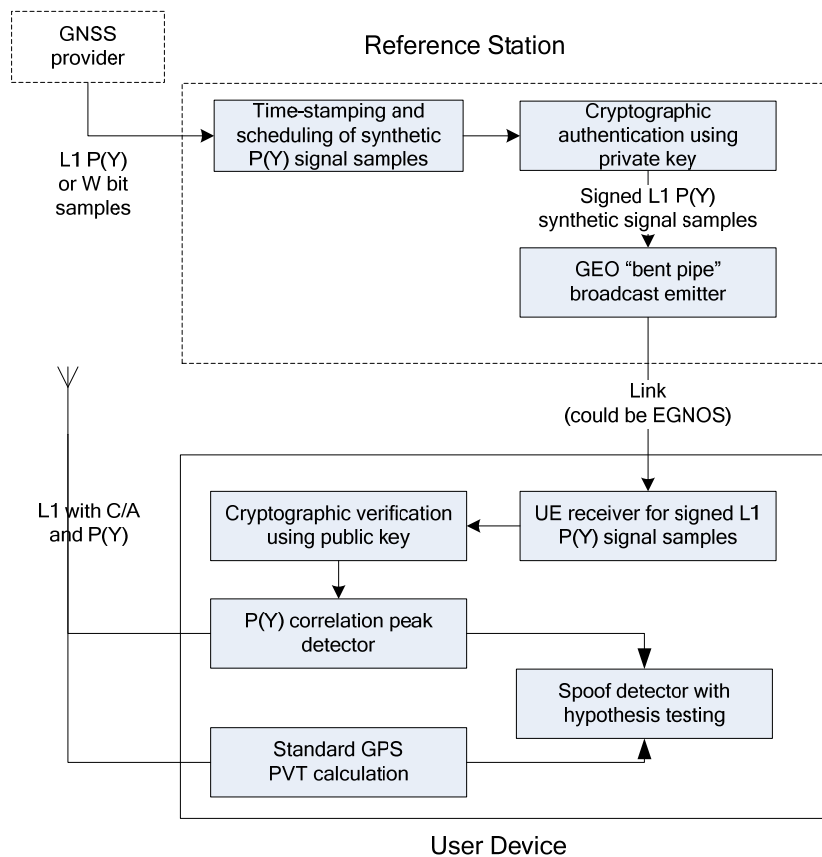 GNSS
provider
Reference Station
Time-stamping and
scheduling of synthetic
P(Y) signal samples
Cryptographic
authentication using
private key
L1 P(Y)
or W bit
samples
Signed L1 P(Y)
synthetic signal samples
GEO “bent pipe”
broadcast emitter
Link
(could be EGNOS)
L1 with C/A
and P(Y)
Cryptographic verification
using public key
UE receiver for signed L1
P(Y) signal samples
P(Y) correlation peak
detector
Spoof detector with
hypothesis testing
Standard GPS
PVT calculation
User Device